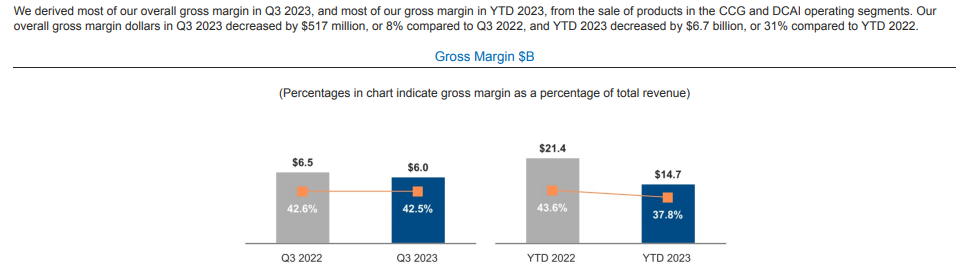 We derived most of our overall gross margin in Q3 2023, and most of our gross margin in YTD 2023, from the sale of products in the CCG and DCAI operating segments. Our
overall gross margin dollars in Q3 2023 decreased by $517 million, or 8% compared to Q3 2022, and YTD 2023 decreased by $6.7 billion, or 31% compared to YTD 2022.
Gross Margin $B
(Percentages in chart indicate gross margin as a percentage of total revenue)
$6.5
$6.0
$21.4
$14.7
42.6%
42.5%
43.6%
37.8%
Q3 2022
Q3 2023
YTD 2022
YTD 2023